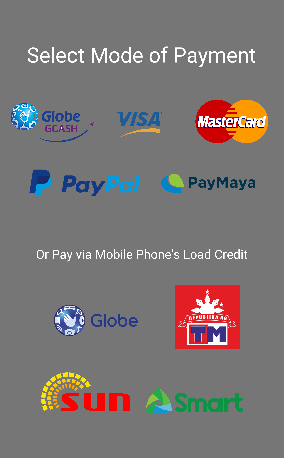 Select Mode of Payment
Globe
GCASH
VISA
MasterCard
PayPal
PayMaya
Or Pay via Mobile Phone's Load Credit
Globe
TM
sun
Smart